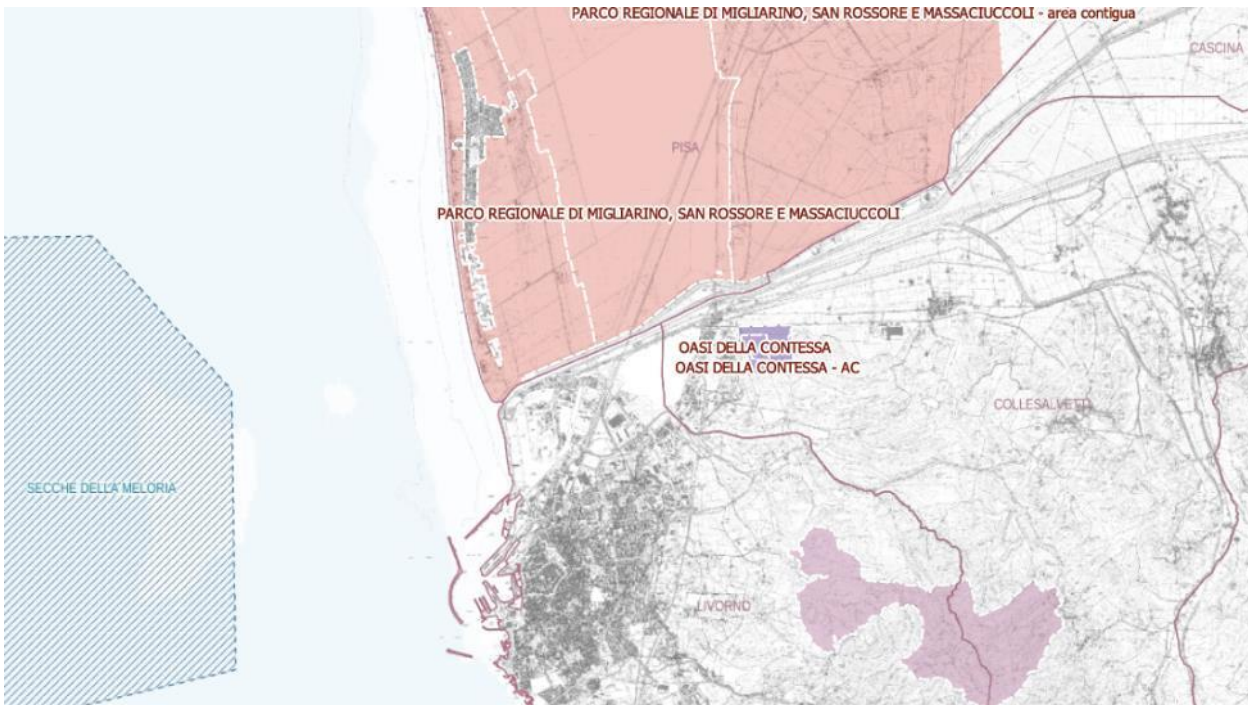 PARCO REGIONALE DI MIGLIARINO, SAN ROSSORE E MASSACIUCCOLI - area contigua
CASCINA
PISA
PARCO REGIONALE DI MIGLIARINO, SAN ROSSORE E MASSACIUCCOLI
OASI DELLA CONTESSA
OASI DELLA CONTESSA - AC
COLLESALVETTI
SECCHE DELLA MELORIA
LIVORNO